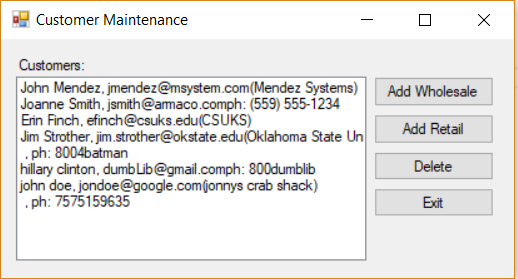 Customer Maintenance
Customers:
John Mendez, jmendez@msystem.com(Mendez Systems)
Joanne Smith, jsmith@armaco.comph: (559) 555-1234
Erin Finch, efinch@csuks.edu(CSUKS)
Jim Strother, jim.strother@okstate.edu(Oklahoma State Un
, ph: 8004batman
hillary clinton, dumbLib@gmail.comph: 800dumblib
john doe, jondoe@google.com(jonnys crab shack)
, ph: 7575159635
Add Wholesale
Add Retail
Delete
Exit